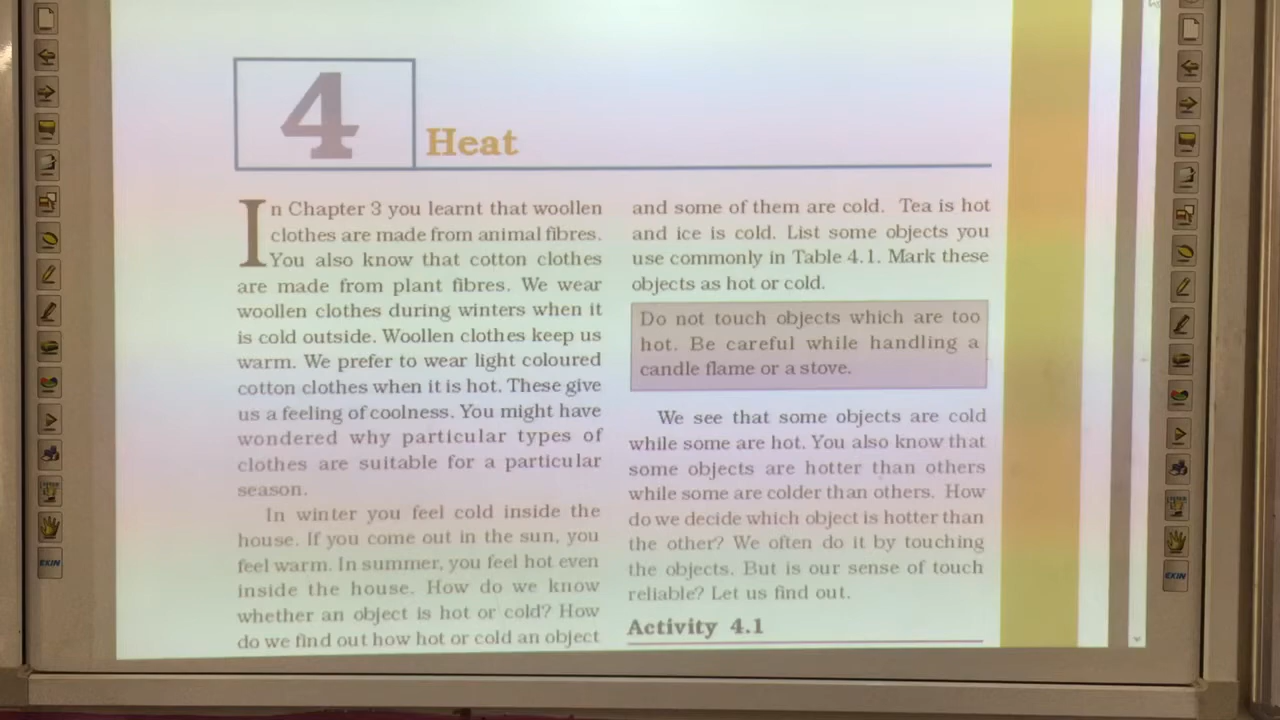 4
Heat
In Chapter 3 you learnt that woollen
clothes are made from animal fibres.
You also know that cotton clothes
are made from plant fibres. We wear
woollen clothes during winters when it
is cold outside. Woollen clothes keep us
warm. We prefer to wear light coloured
cotton clothes when it is hot. These give
us a feeling of coolness. You might have
wondered why particular types of
clothes are suitable for a particular
season.
In winter you feel cold inside the
house. If you come out in the sun, you
feel warm. In summer, you feel hot even
inside the house. How do we know
whether an object is hot or cold? How
do we find out how hot or cold an object
and some of them are cold. Tea is hot
and ice is cold. List some objects you
use commonly in Table 4.1. Mark these
objects as hot or cold.
Do not touch objects which are too
hot. Be careful while handling a
candle flame or a stove.
We see that some objects are cold
while some are hot. You also know that
some objects are hotter than others
while some are colder than others. How
do we decide which object is hotter than
the other? We often do it by touching
the objects. But is our sense of touch
reliable? Let us find out.
Activity 4.1
EKIN
EKIN